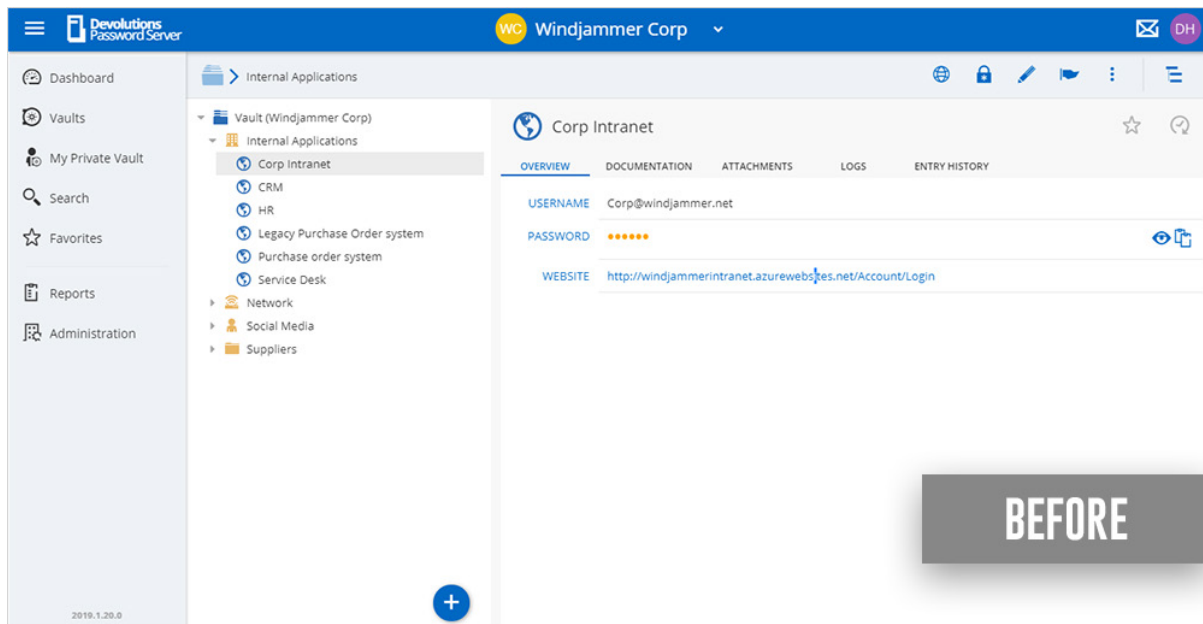 Devolutions
Password Server
WC Windjammer Corp
DH
Dashboard
Vaults
My Private Vault
Search
Favorites
Reports
Administration
2019.1.20.0
Internal Applications
Vault (Windjammer Corp)
Internal Applications
Corp Intranet
CRM
HR
Legacy Purchase Order system
Purchase order system
Service Desk
Network
Social Media
Suppliers
Corp Intranet
OVERVIEW DOCUMENTATION ATTACHMENTS LOGS ENTRY HISTORY
USERNAME Corp@windjammer.net
PASSWORD ••••••
WEBSITE http://windjammerintranet.azurewebsites.net/Account/Login
BEFORE